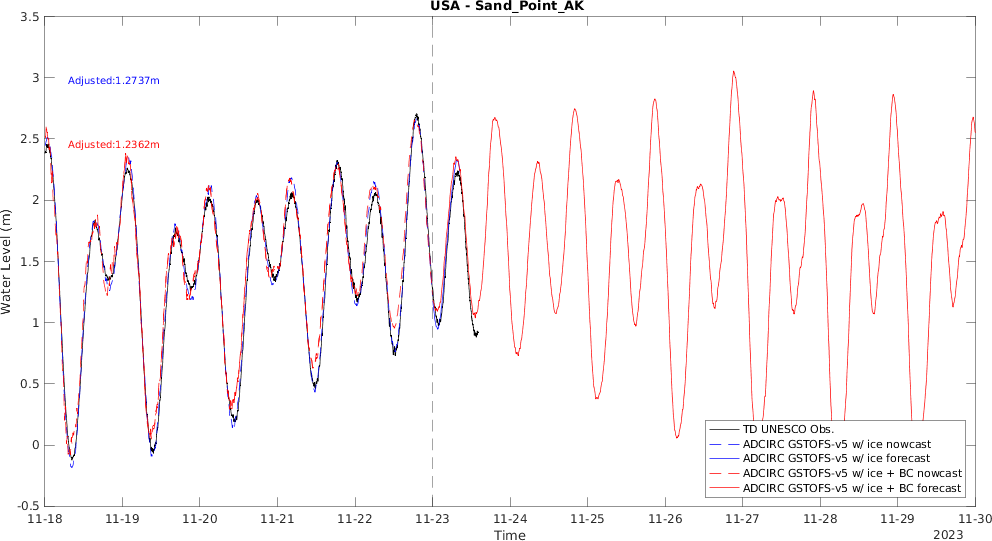 USA - Sand_Point_AK
3.5
3
2.5
2
1.5
1
0.5
0
-0.5
Water Level (m)
Adjusted:1.2737m
Adjusted:1.2362m
TD UNESCO Obs.
ADCIRC GSTOFS-v5 w/ ice nowcast
ADCIRC GSTOFS-v5 w/ ice forecast
ADCIRC GSTOFS-v5 w/ ice + BC nowcast
ADCIRC GSTOFS-v5 w/ ice + BC forecast
11-18 11-19 11-20 11-21 11-22 11-23 11-24 11-25 11-26 11-27 11-28 11-29 11-30
Time
2023